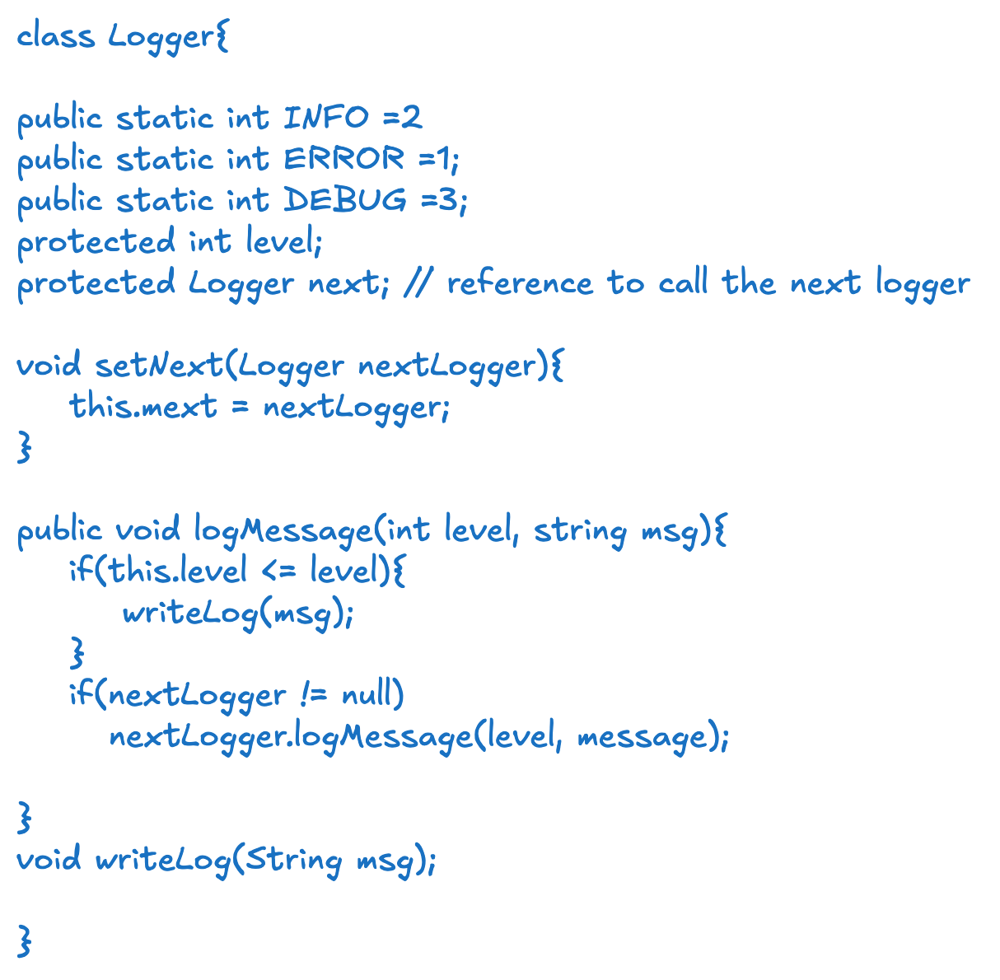 class Logger{
public static int INFO =2
public static int ERROR =1;
public static int DEBUG =3;
protected int level;
protected Logger next; // reference to call the next logger
void setNext(Logger nextLogger){
this.mext = nextLogger;
}
public void logMessage(int level, string msg){
if(this.level <= level){
writeLog(msg);
}
if(nextLogger != null)
nextLogger.logMessage(level, message);
}
void writeLog(String msg);
}